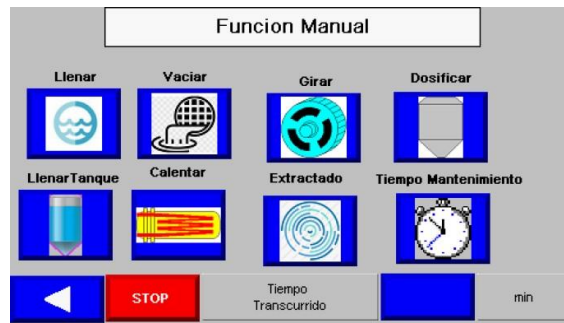 Funcion Manual
Llenar
Vaciar
Girar
Dosificar
LlenarTanque
Calentar
Extractado
Tiempo Mantenimiento
STOP
Tiempo
Transcurrido
min